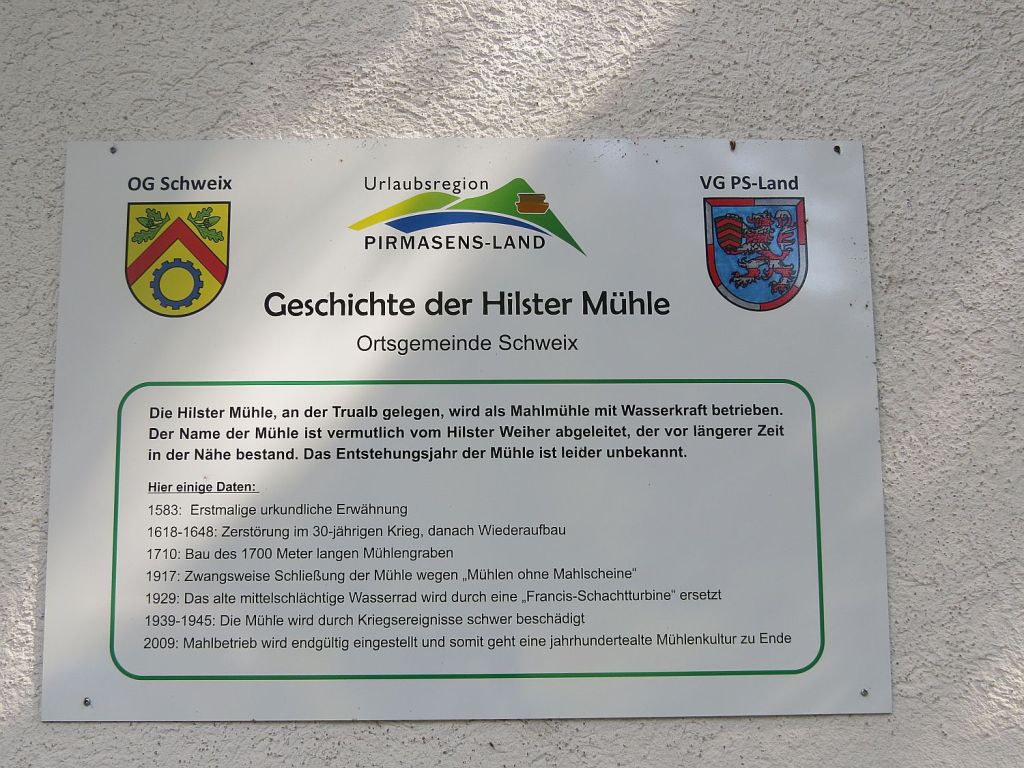 OG Schweix
Urlaubsregion
PIRMASENS-LAND
VG PS-Land
Geschichte der Hilster Mühle
Ortsgemeinde Schweix
Die Hilster Mühle, an der Trualb gelegen, wird als Mahlmühle mit Wasserkraft betrieben.
Der Name der Mühle ist vermutlich vom Hilster Weiher abgeleitet, der vor längerer Zeit
in der Nähe bestand. Das Entstehungsjahr der Mühle ist leider unbekannt.
Hier einige Daten:
1583: Erstmalige urkundliche Erwähnung
1618-1648: Zerstörung im 30-jährigen Krieg, danach Wiederaufbau
1710: Bau des 1700 Meter langen Mühlengraben
1917: Zwangsweise Schließung der Mühle wegen „Mühlen ohne Mahlscheine“
1929: Das alte mittelschlächtige Wasserrad wird durch eine „Francis-Schachtturbine“ ersetzt
1939-1945: Die Mühle wird durch Kriegsereignisse schwer beschädigt
2009: Mahlbetrieb wird endgültig eingestellt und somit geht eine jahrhundertealte Mühlenkultur zu Ende